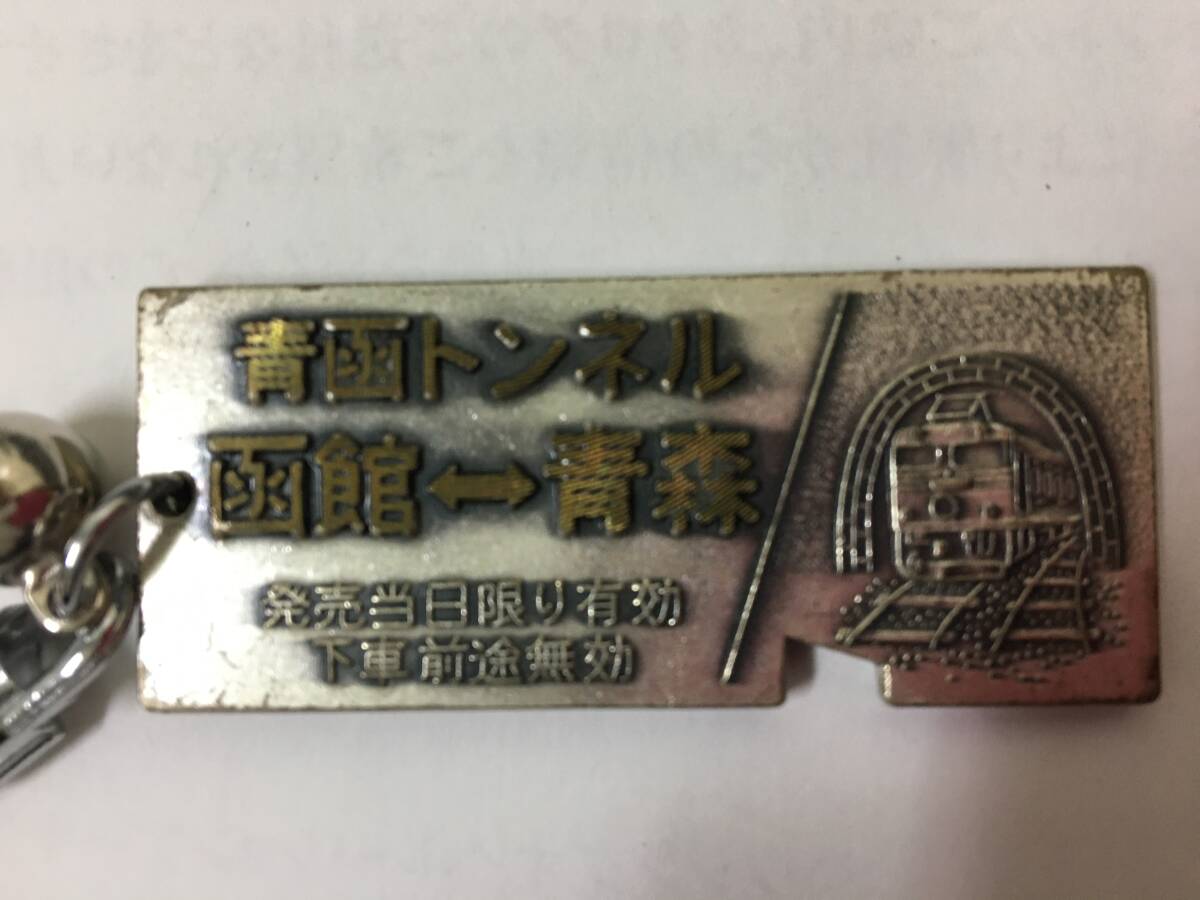 青函トンネル
函館↔青森
発売当日限り有効
下車前途無効